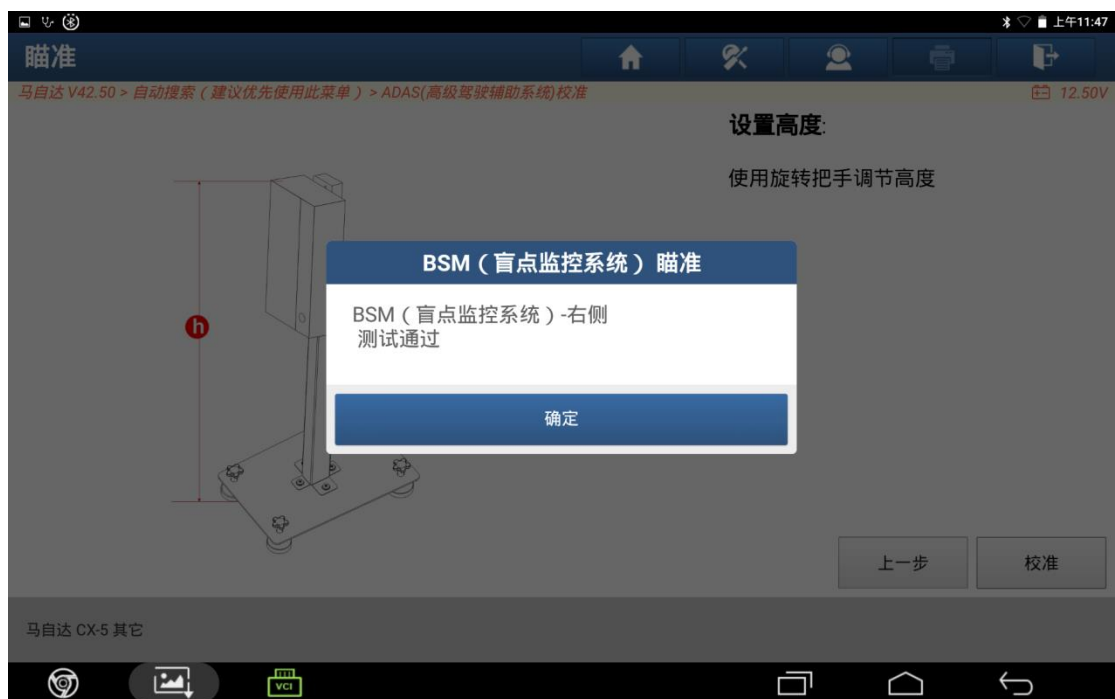 上午11:47
瞄准
马自达 V42.50 > 自动搜索（建议优先使用此菜单）> ADAS(高级驾驶辅助系统)校准
12.50V
设置高度:
使用旋转把手调节高度
h
BSM（盲点监控系统） 瞄准
BSM（盲点监控系统）-右侧
测试通过
确定
上一步
校准
马自达 CX-5 其它
VCI